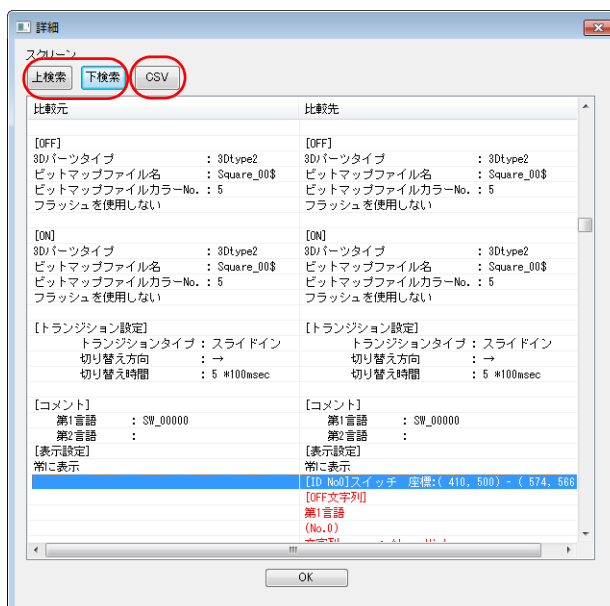 詳細
スクリーン
上検索 下検索 CSV
比較元 比較先
[OFF] [OFF]
3Dパーツタイプ : 3Dtype2 3Dパーツタイプ : 3Dtype2
ビットマップファイル名 : Square_00$ ビットマップファイル名 : Square_00$
ビットマップファイルカラーNo. : 5 ビットマップファイルカラーNo. : 5
フラッシュを使用しない フラッシュを使用しない
[ON] [ON]
3Dパーツタイプ : 3Dtype2 3Dパーツタイプ : 3Dtype2
ビットマップファイル名 : Square_00$ ビットマップファイル名 : Square_00$
ビットマップファイルカラーNo. : 5 ビットマップファイルカラーNo. : 5
フラッシュを使用しない フラッシュを使用しない
[トランジション設定] [トランジション設定]
トランジションタイプ : スライドイン トランジションタイプ : スライドイン
切り替え方向 : → 切り替え方向 : →
切り替え時間 : 5 *100msec 切り替え時間 : 5 *100msec
[コメント] [コメント]
第1言語 : SW_00000 第1言語 : SW_00000
第2言語 : 第2言語 :
[表示設定] [表示設定]
常に表示 常に表示
[ID No0]スイッチ 座標:( 410, 500) - ( 574, 566
[OFF文字列]
第1言語
(No.0)
OK